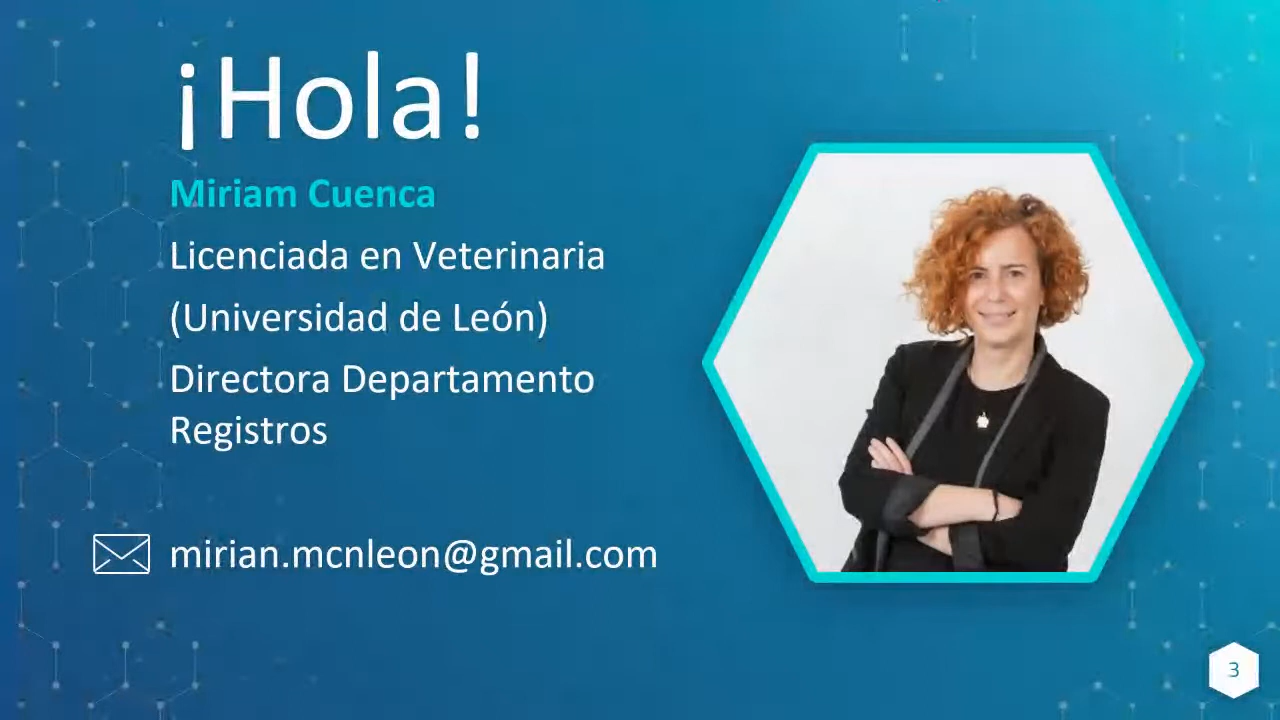 ¡Hola!
Miriam Cuenca
Licenciada en Veterinaria
(Universidad de León)
Directora Departamento
Registros
mirian.mcnleon@gmail.com
3